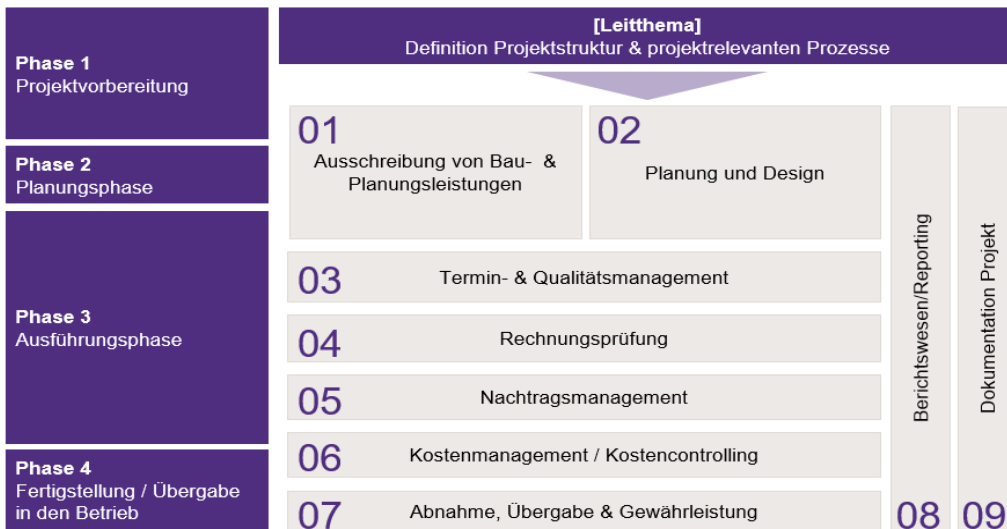 Phase 1
Projektvorbereitung
Phase 2
Planungsphase
Phase 3
Ausführungsphase
Phase 4
Fertigstellung / Übergabe
in den Betrieb
[Leitthema]
Definition Projektstruktur & projektrelevanten Prozesse
01
Ausschreibung von Bau- &
Planungsleistungen
02
Planung und Design
03
Termin- & Qualitätsmanagement
04
Rechnungsprüfung
05
Nachtragsmanagement
06
Kostenmanagement / Kostencontrolling
07
Abnahme, Übergabe & Gewährleistung
Berichtswesen/Reporting
08
Dokumentation Projekt
09